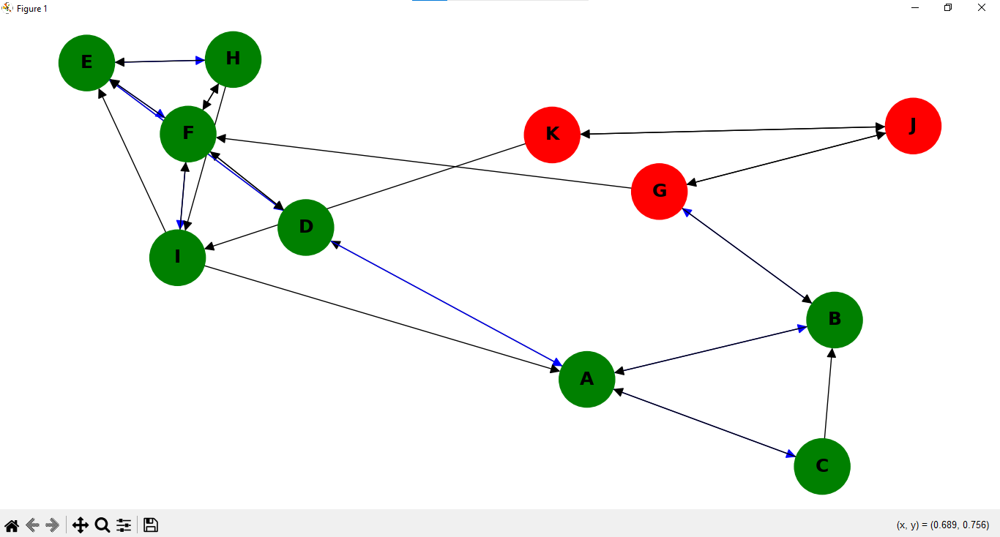 Figure 1
E
H
F
K
J
G
D
I
B
A
C
(x, y) = (0.689, 0.756)